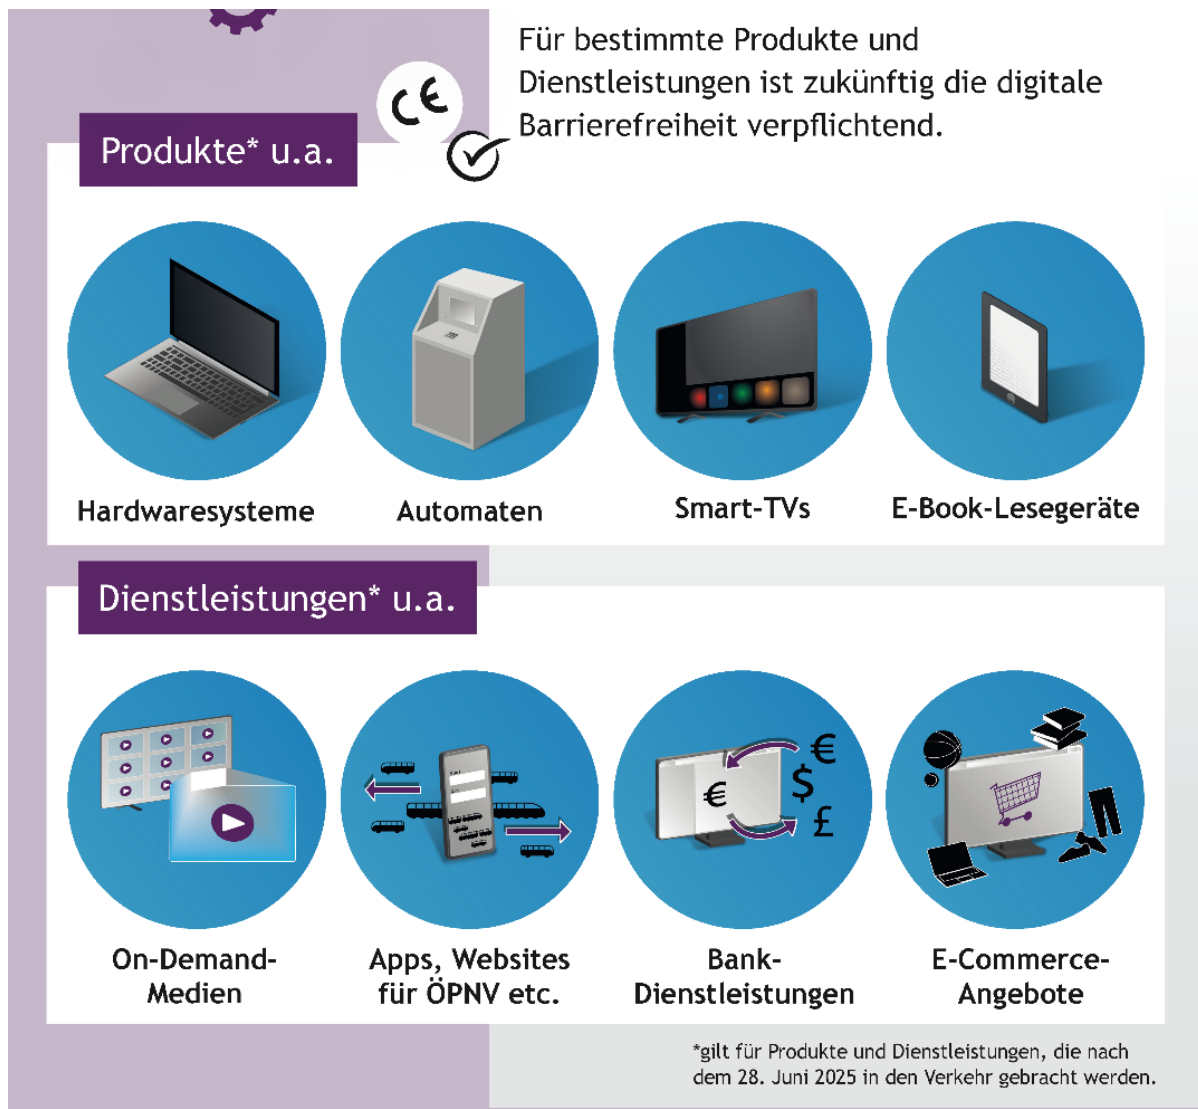 Für bestimmte Produkte und
Dienstleistungen ist zukünftig die digitale
Barrierefreiheit verpflichtend.
CE
Produkte* u.a.
Hardwaresysteme
Automaten
Smart-TVs
E-Book-Lesegeräte
Dienstleistungen* u.a.
€
€
$
£
On-Demand-
Medien
Apps, Websites
für ÖPNV etc.
Bank-
Dienstleistungen
E-Commerce-
Angebote
*gilt für Produkte und Dienstleistungen, die nach
dem 28. Juni 2025 in den Verkehr gebracht werden.